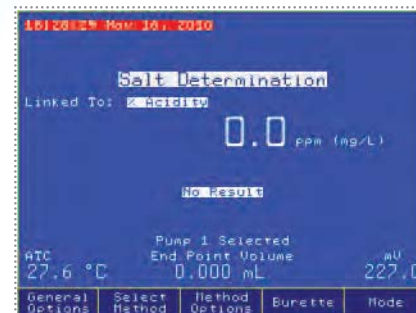 16:28:29 Nov 16, 2010
Salt Determination
Linked To: % Acidity
0.0 ppm (mg/L)
No Result
Pump 1 Selected
ATC End Point Volume mV
27.6 °C 0.000 mL 227.0
General Options Select Method Method Options Burette Mode